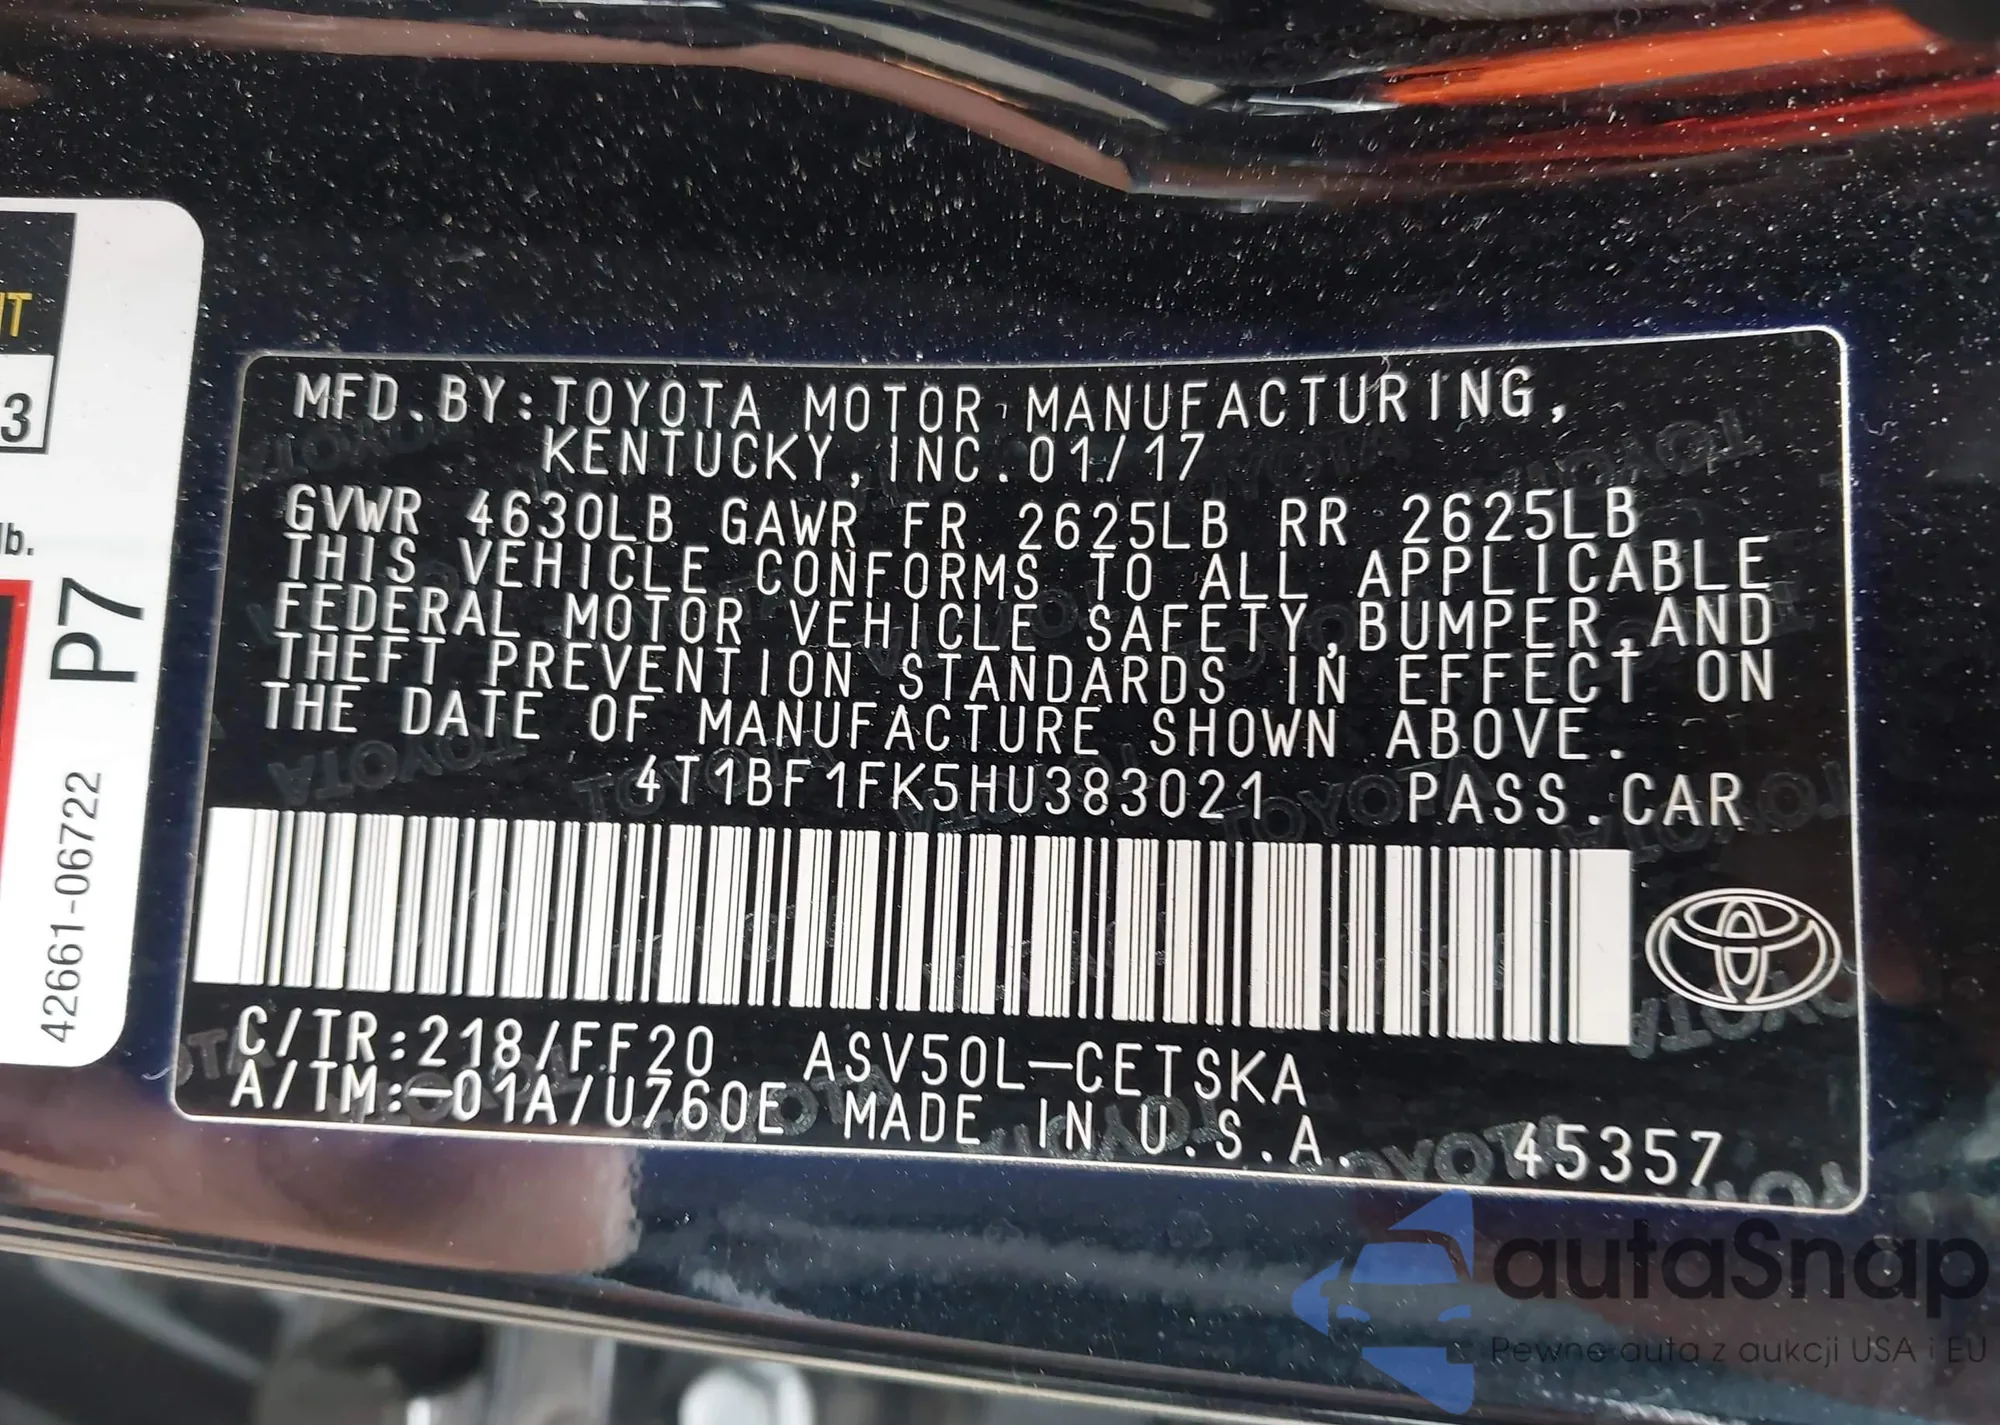 MFD.BY:TOYOTA MOTOR MANUFACTURING,
KENTUCKY,INC.01/17
GVWR 4630LB GAWR FR 2625LB RR 2625LB
THIS VEHICLE CONFORMS TO ALL APPLICABLE
FEDERAL MOTOR VEHICLE SAFETY,BUMPER,AND
THEFT PREVENTION STANDARDS IN EFFECT ON
THE DATE OF MANUFACTURE SHOWN ABOVE.
4T1BF1FK5HU383021 PASS.CAR
C/TR:218/FF20 ASV50L-CETSKA
A/TM:-01A/U760E MADE IN U.S.A. 45357
3
lb.
P7
42661-06722
autaSnap
Pewne auta z aukcji USA i EU